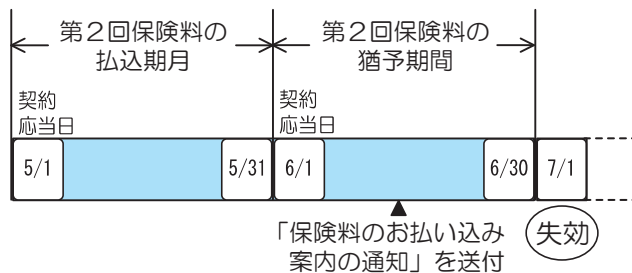 第２回保険料の
払込期月
第２回保険料の
猶予期間
契約
応当日
契約
応当日
5/1
5/31
6/1
6/30
7/1
「保険料のお払い込み
案内の通知」を送付
失効